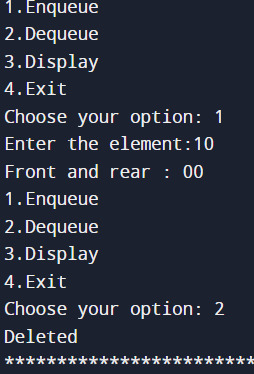 1.Enqueue
2.Dequeue
3.Display
4.Exit
Choose your option: 1
Enter the element:10
Front and rear : 00
1.Enqueue
2.Dequeue
3.Display
4.Exit
Choose your option: 2
Deleted
************************